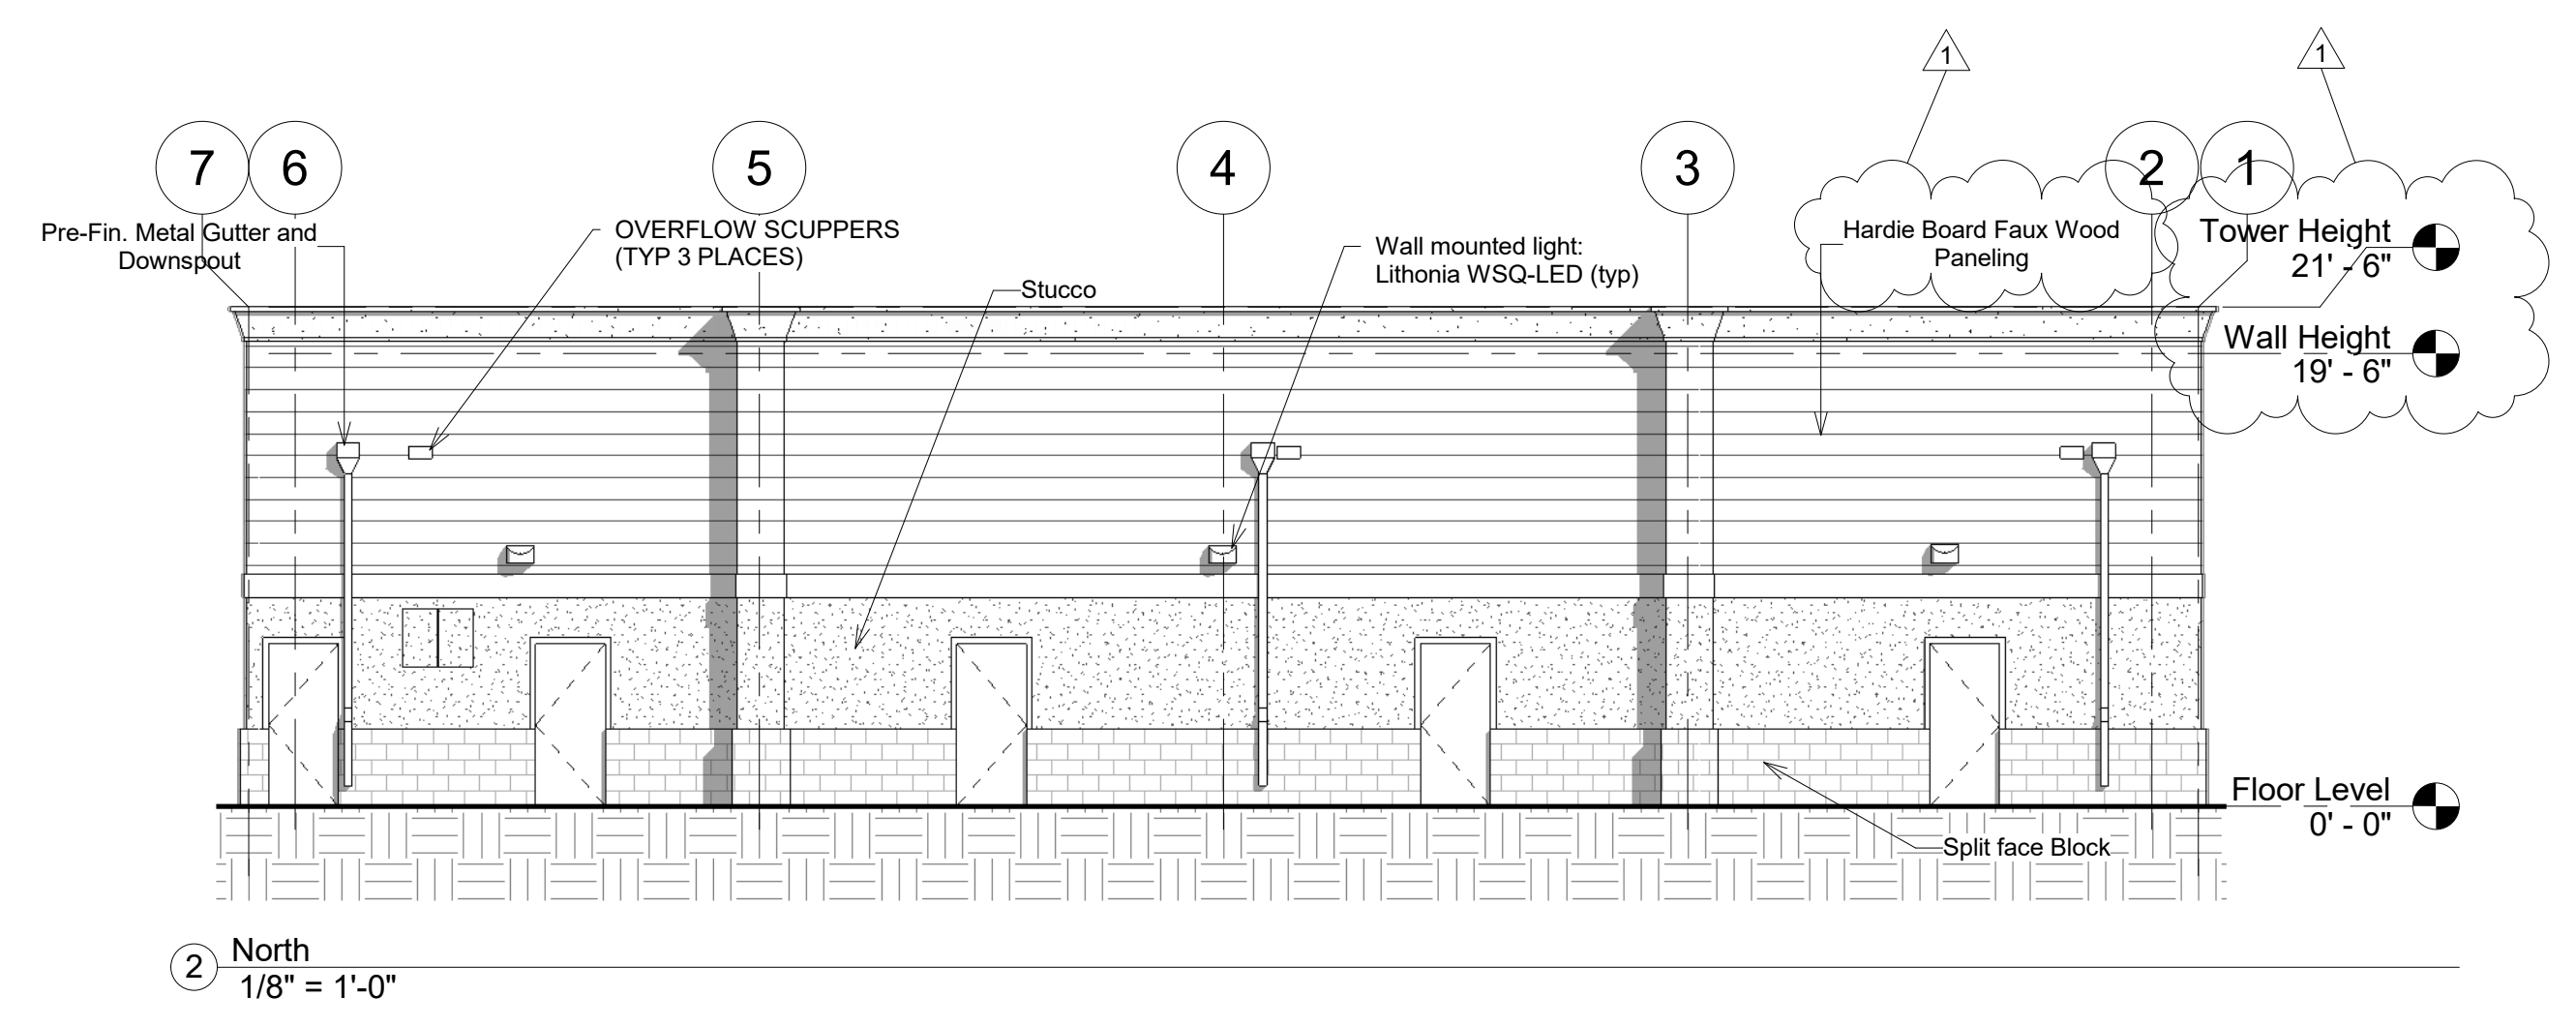 1
1
7
6
5
4
3
2
1
Pre-Fin. Metal Gutter and
Downspout
OVERFLOW SCUPPERS
(TYP 3 PLACES)
Stucco
Wall mounted light:
Lithonia WSQ-LED (typ)
Hardie Board Faux Wood
Paneling
Tower Height
21' - 6"
Wall Height
19' - 6"
Floor Level
0' - 0"
Split face Block
2
North
1/8" = 1'-0"